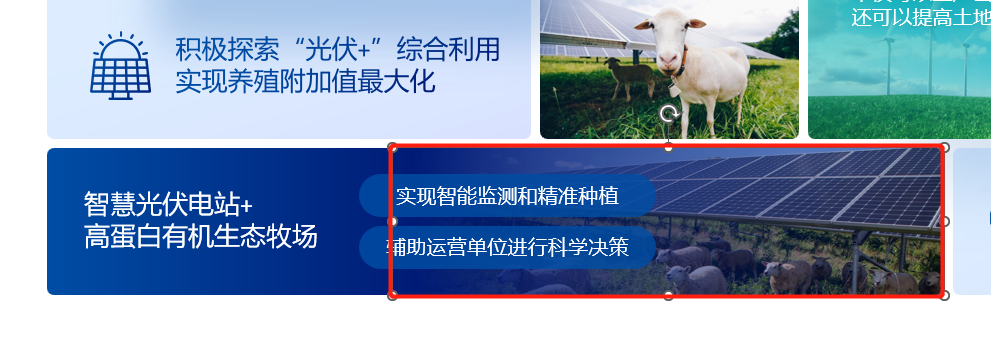 还可以提高土地
积极探索“光伏+”综合利用
实现养殖附加值最大化
智慧光伏电站+
高蛋白有机生态牧场
实现智能监测和精准种植
辅助运营单位进行科学决策